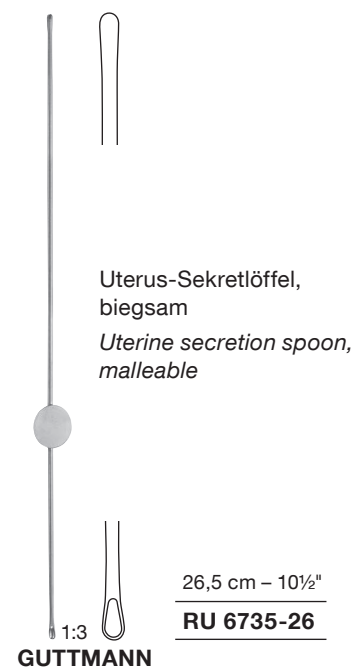 Uterus-Sekretlöffel,
biegsam
Uterine secretion spoon,
malleable
26,5 cm – 10½"
RU 6735-26
1:3
GUTTMANN